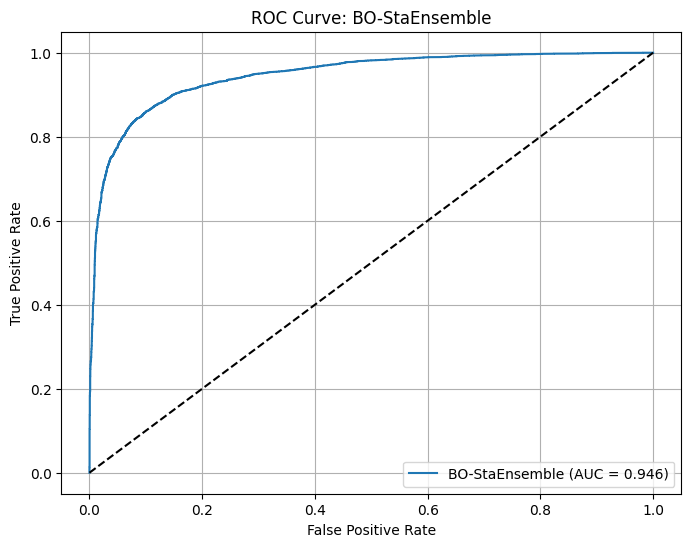 ROC Curve: BO-StaEnsemble
1.0
0.8
0.6
0.4
0.2
0.0
True Positive Rate
BO-StaEnsemble (AUC = 0.946)
0.0 0.2 0.4 0.6 0.8 1.0
False Positive Rate